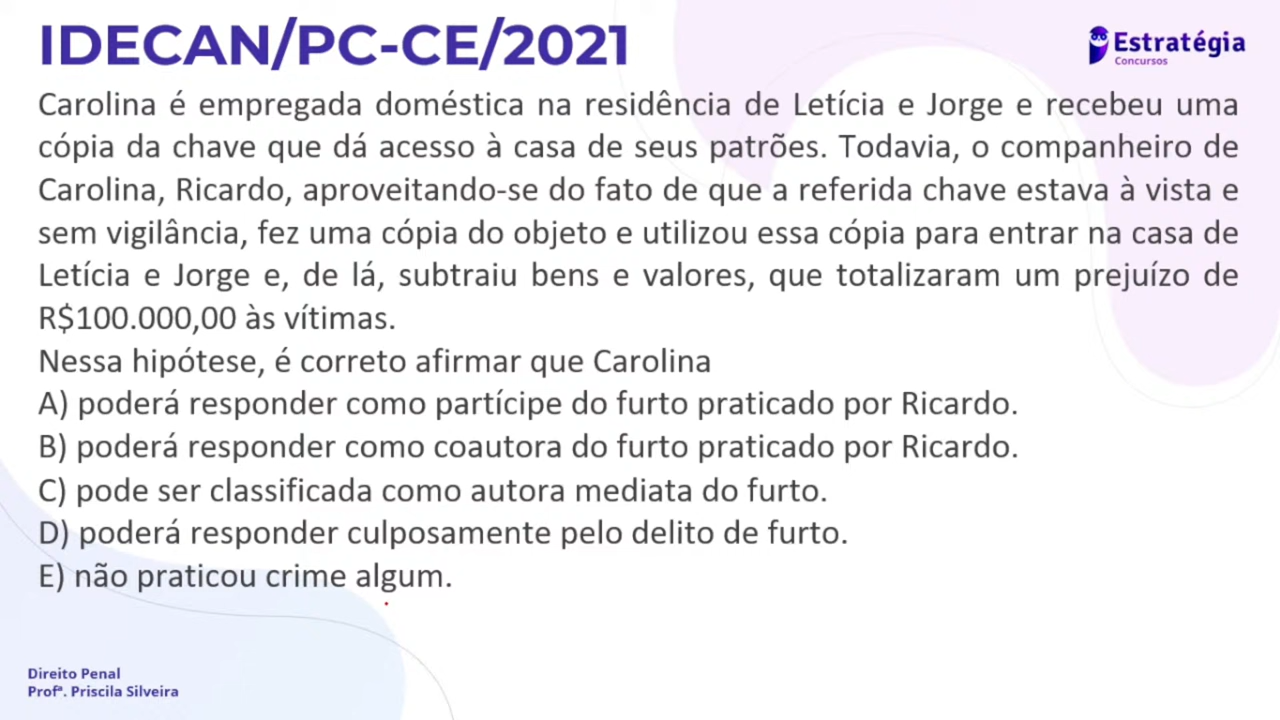 IDECAN/PC-CE/2021
Estratégia
Concursos
Carolina é empregada doméstica na residência de Letícia e Jorge e recebeu uma
cópia da chave que dá acesso à casa de seus patrões. Todavia, o companheiro de
Carolina, Ricardo, aproveitando-se do fato de que a referida chave estava à vista e
sem vigilância, fez uma cópia do objeto e utilizou essa cópia para entrar na casa de
Letícia e Jorge e, de lá, subtraiu bens e valores, que totalizaram um prejuízo de
R$100.000,00 às vítimas.
Nessa hipótese, é correto afirmar que Carolina
A) poderá responder como partícipe do furto praticado por Ricardo.
B) poderá responder como coautora do furto praticado por Ricardo.
C) pode ser classificada como autora mediata do furto.
D) poderá responder culposamente pelo delito de furto.
E) não praticou crime algum.
Direito Penal
Profª. Priscila Silveira